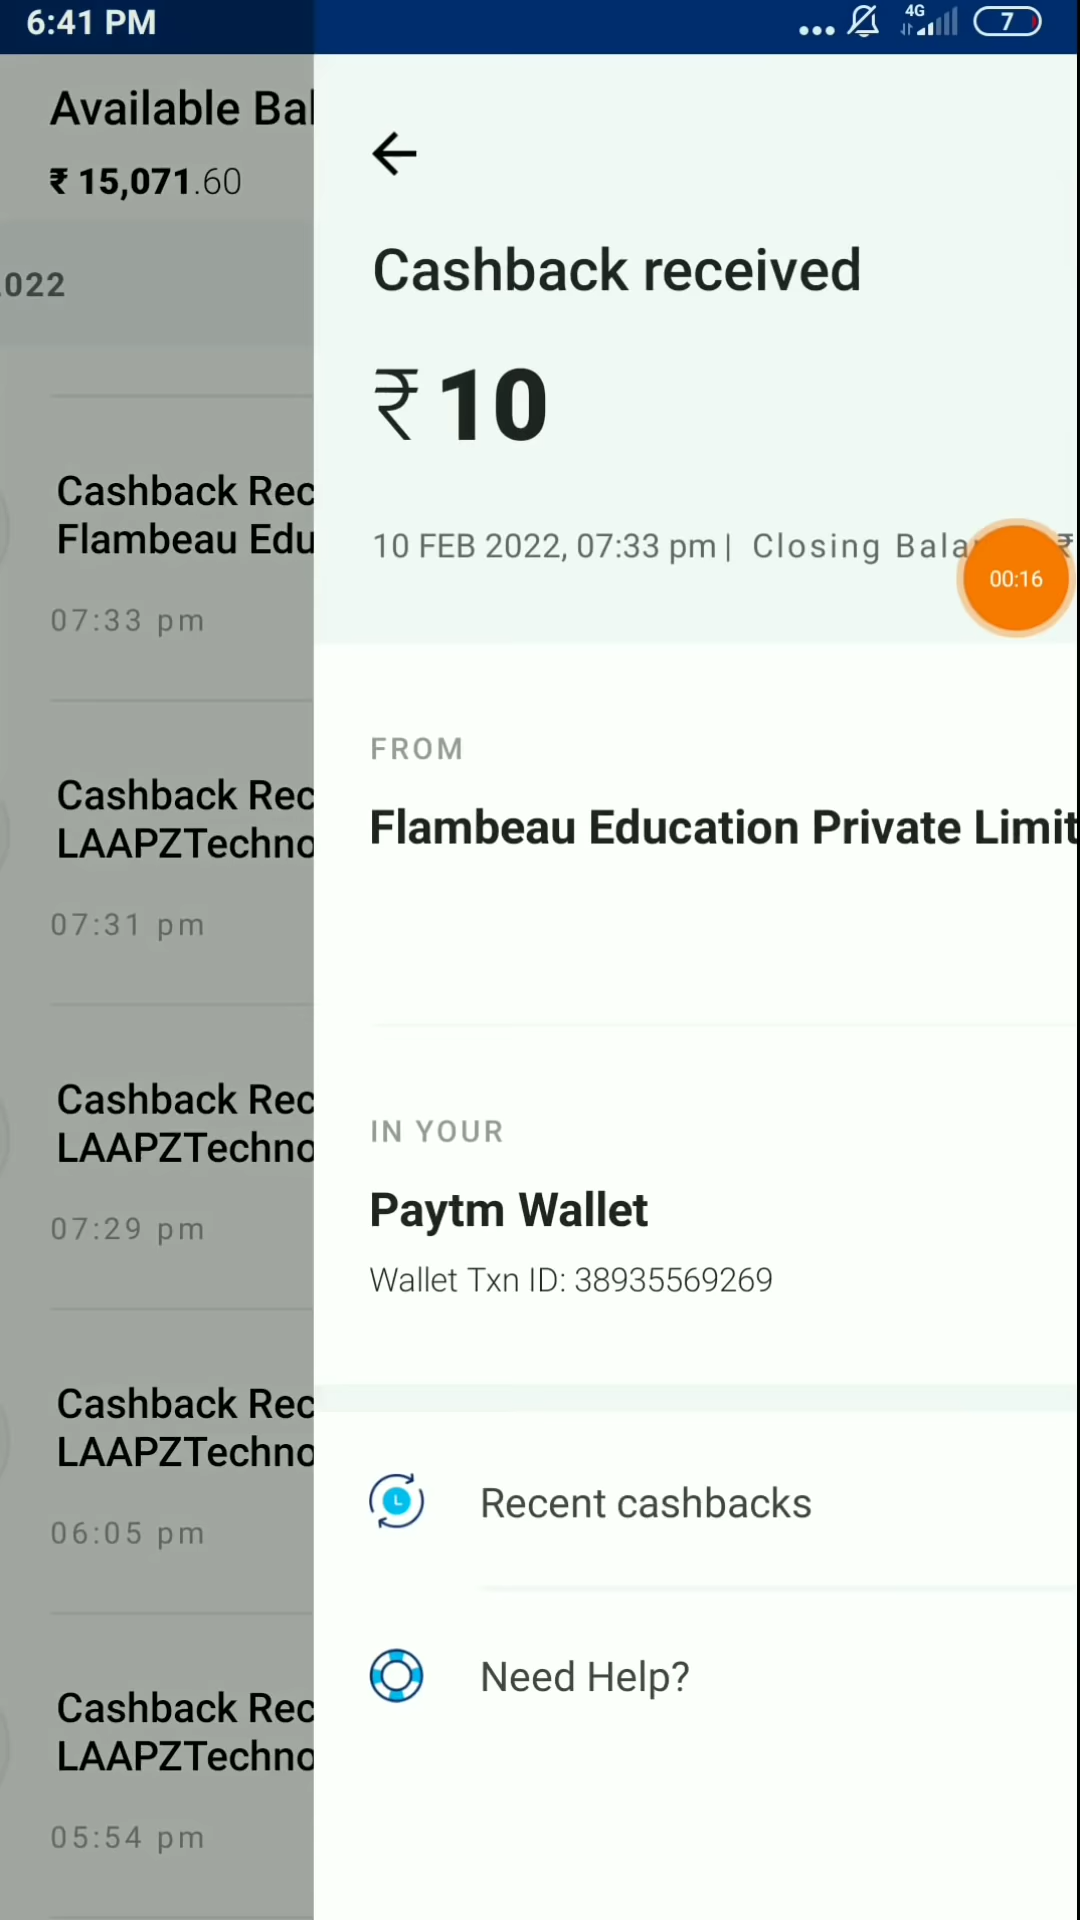 6:41 PM
4G
7
Available Bal
₹ 15,071.60
2022
Cashback Rec
Flambeau Edu
07:33 pm
Cashback Rec
LAAPZTechno
07:31 pm
Cashback Rec
LAAPZTechno
07:29 pm
Cashback Rec
LAAPZTechno
06:05 pm
Cashback Rec
LAAPZTechno
05:54 pm
Cashback received
₹10
10 FEB 2022, 07:33 pm | Closing Bala ₹
00:16
FROM
Flambeau Education Private Limit
IN YOUR
Paytm Wallet
Wallet Txn ID: 38935569269
Recent cashbacks
Need Help?